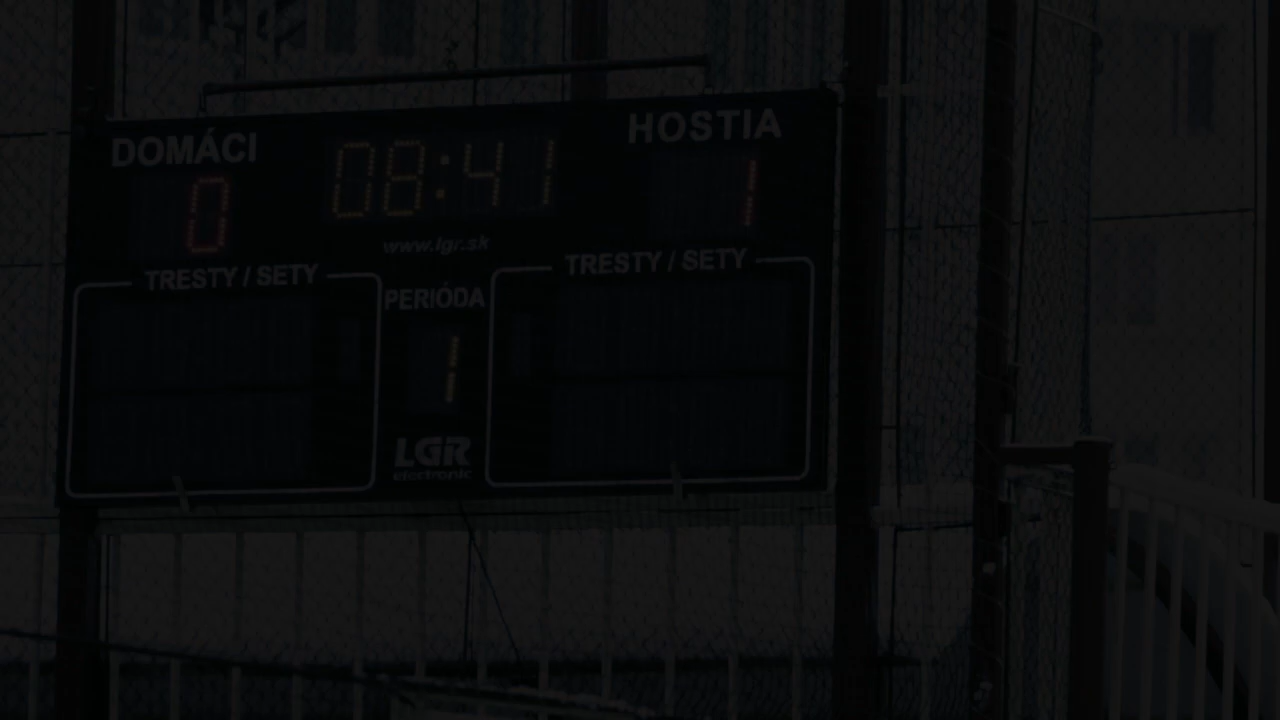 DOMÁCI
08:41
HOSTIA
0
1
www.lgr.sk
TRESTY / SETY
TRESTY / SETY
PERIÓDA
1
LGR
electronic